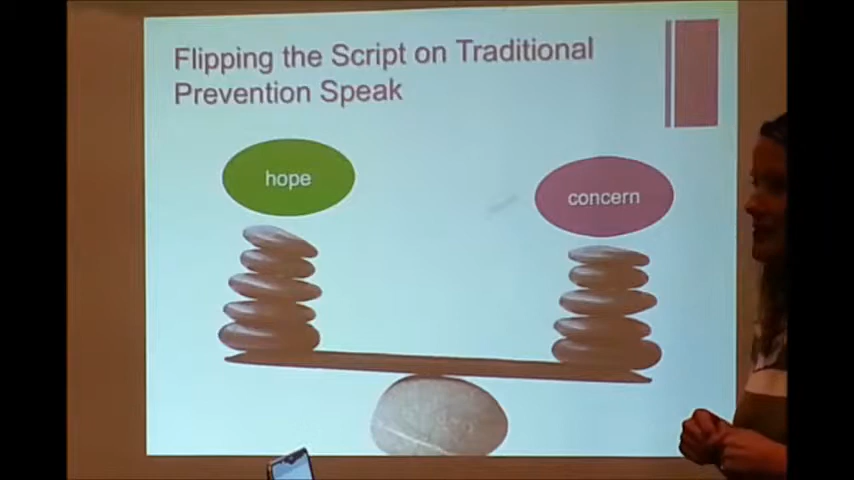 Flipping the Script on Traditional
Prevention Speak
hope
concern